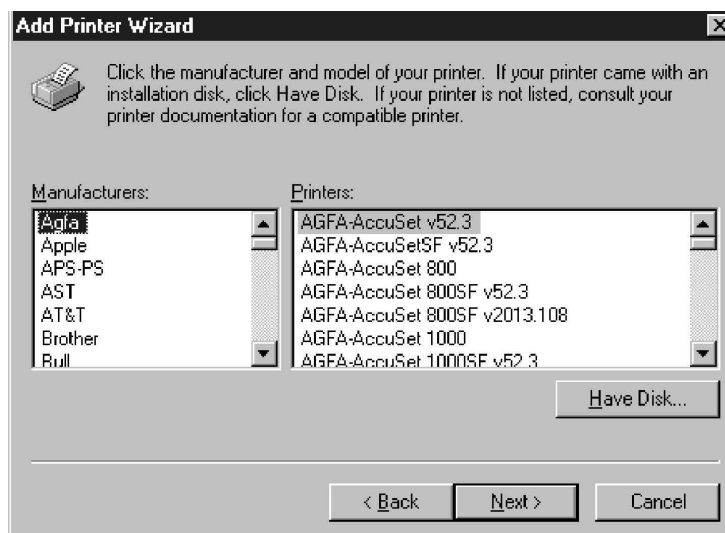 Add Printer Wizard
Click the manufacturer and model of your printer. If your printer came with an
installation disk, click Have Disk. If your printer is not listed, consult your
printer documentation for a compatible printer.
Manufacturers:
Agfa
Apple
APS-PS
AST
AT&T
Brother
Bull
Printers:
AGFA-AccuSet v52.3
AGFA-AccuSetSF v52.3
AGFA-AccuSet 800
AGFA-AccuSet 800SF v52.3
AGFA-AccuSet 800SF v2013.108
AGFA-AccuSet 1000
AGFA-AccuSet 1000SF v52.3
Have Disk...
< Back
Next >
Cancel